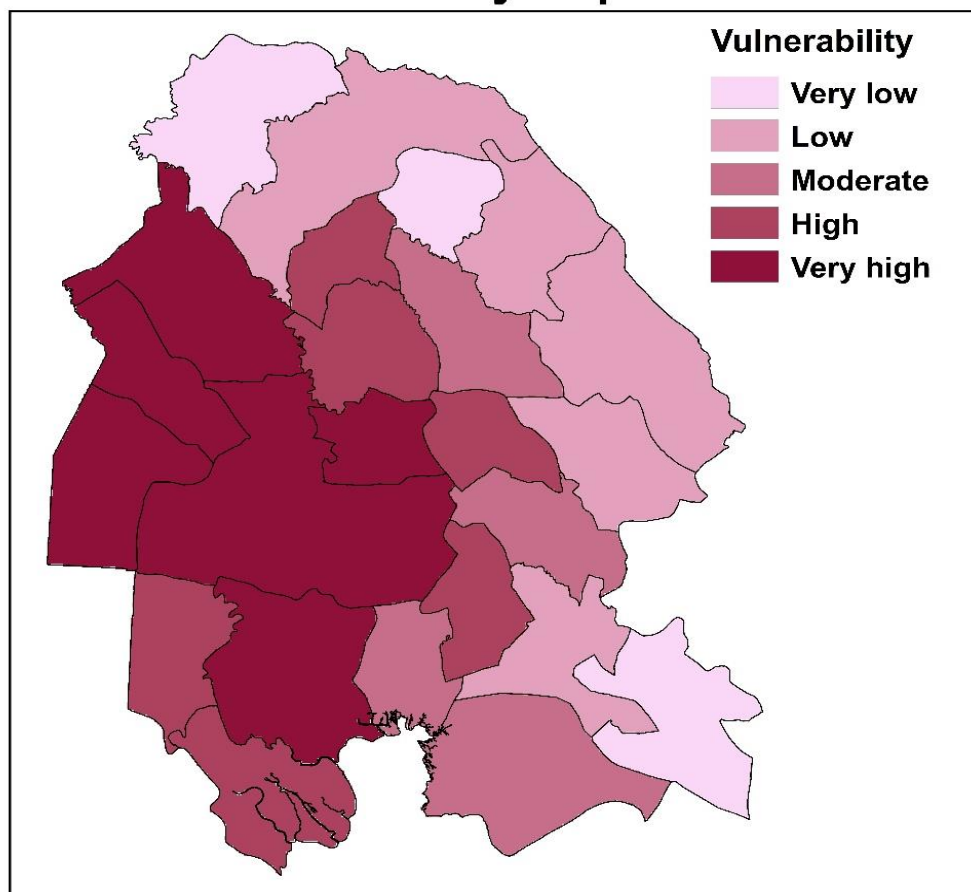 Vulnerability
Very low
Low
Moderate
High
Very high